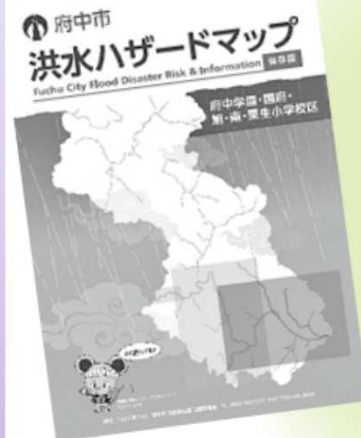 府中市
洪水ハザードマップ
Fuchu City Flood Disaster Risk & Information 保存版
府中学園・国府・
旭・南・栗生小学校区